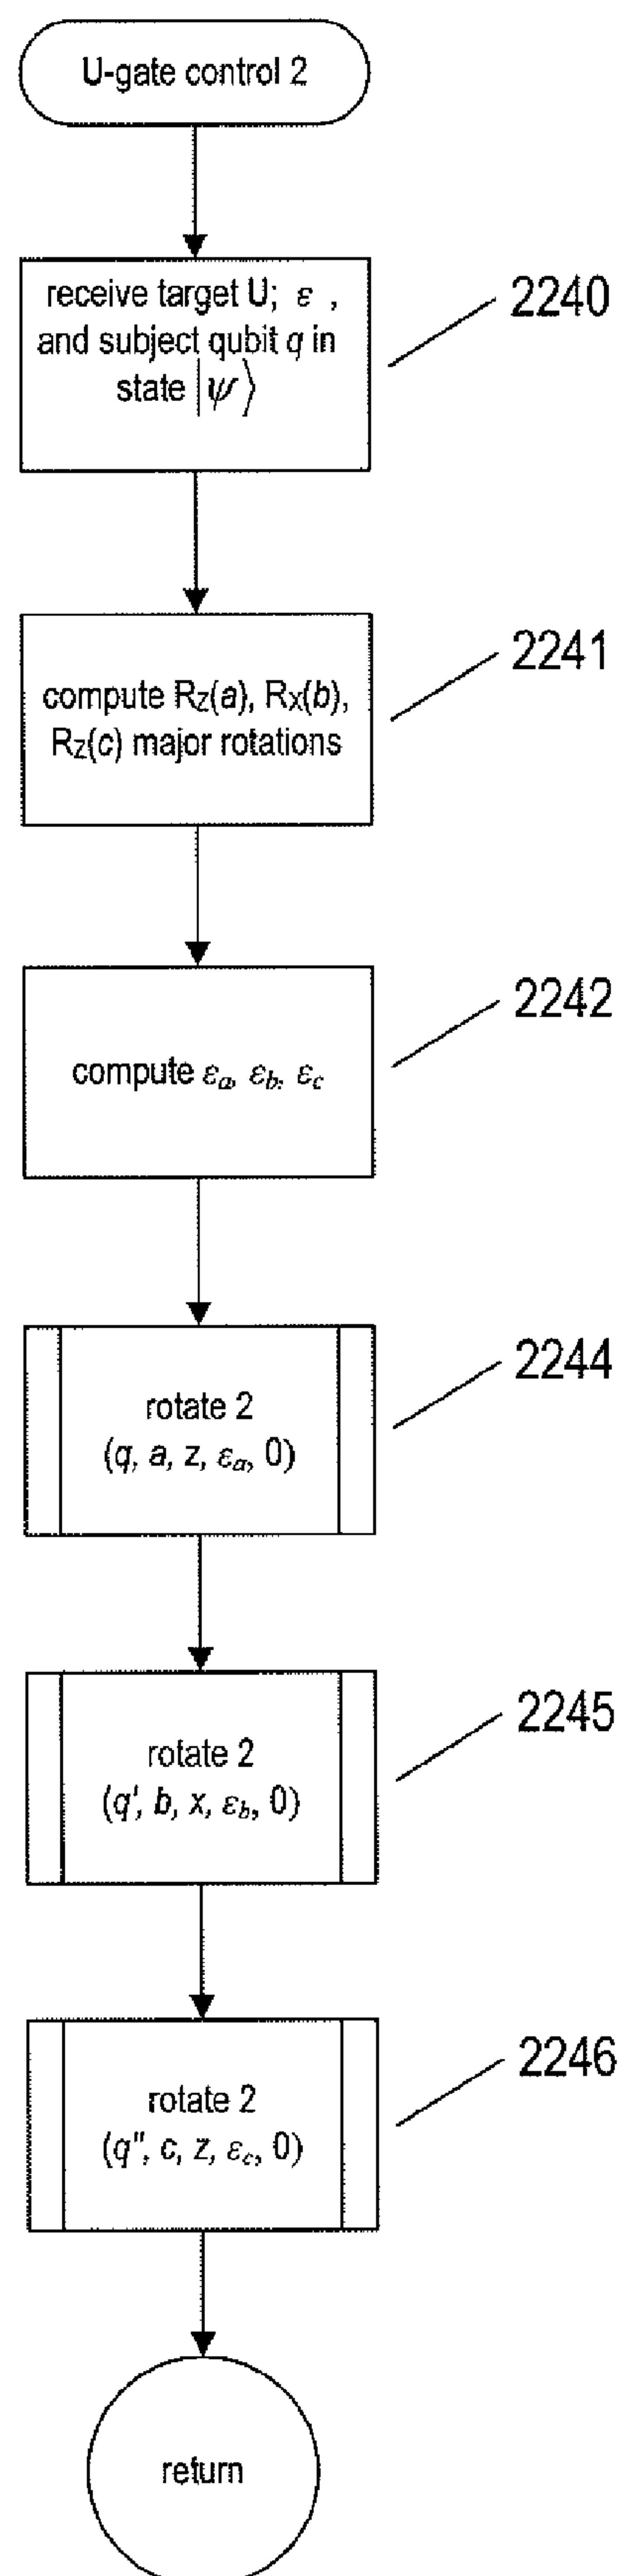 U-gate control 2
receive target U; ε ,
and subject qubit q in
state |ψ⟩
2240
compute RZ(a), RX(b),
RZ(c) major rotations
2241
compute εa, εb, εc
2242
rotate 2
(q, a, z, εa, 0)
2244
rotate 2
(q', b, x, εb, 0)
2245
rotate 2
(q", c, z, εc, 0)
2246
return